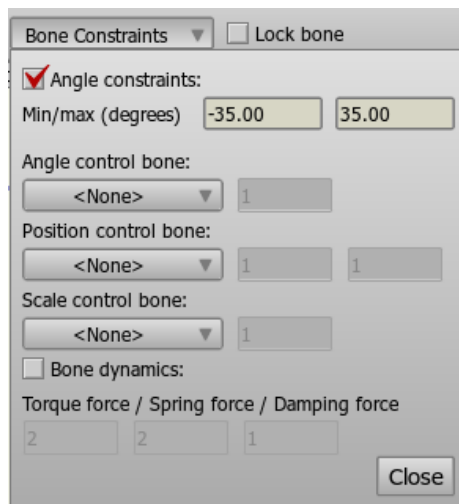 Bone Constraints Lock bone
Angle constraints:
Min/max (degrees) -35.00 35.00
Angle control bone:
<None> 1
Position control bone:
<None> 1 1
Scale control bone:
<None> 1
Bone dynamics:
Torque force / Spring force / Damping force
2 2 1
Close